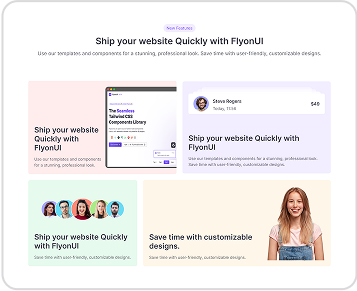 New Features
Ship your website Quickly with FlyonUI
Use our templates and components for a stunning, professional look. Save time with user-friendly, customizable designs.
Ship your website
Quickly with
FlyonUI
Use our templates and components
for a stunning, professional look.
The Seamless
Tailwind CSS
Components Library
Steve Rogers
Today, 11:56
$49
Ship your website Quickly with
FlyonUI
Use our templates and components for a stunning, professional look.
Save time with user-friendly, customizable designs.
Ship your website Quickly
with FlyonUI
Save time with user-friendly, customizable designs.
Save time with customizable
designs.
Save time with user-friendly, customizable designs.